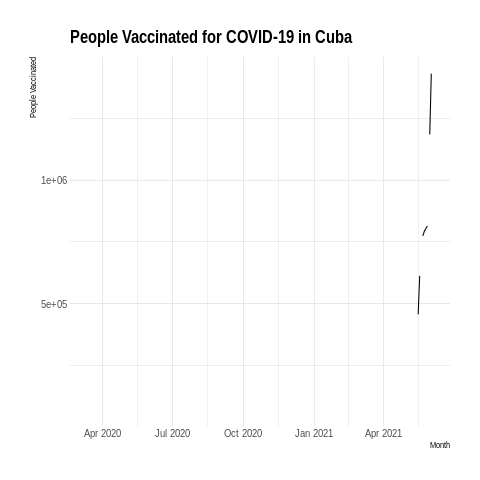 People Vaccinated for COVID-19 in Cuba
People Vaccinated
1e+06
5e+05
Apr 2020 Jul 2020 Oct 2020 Jan 2021 Apr 2021
Month